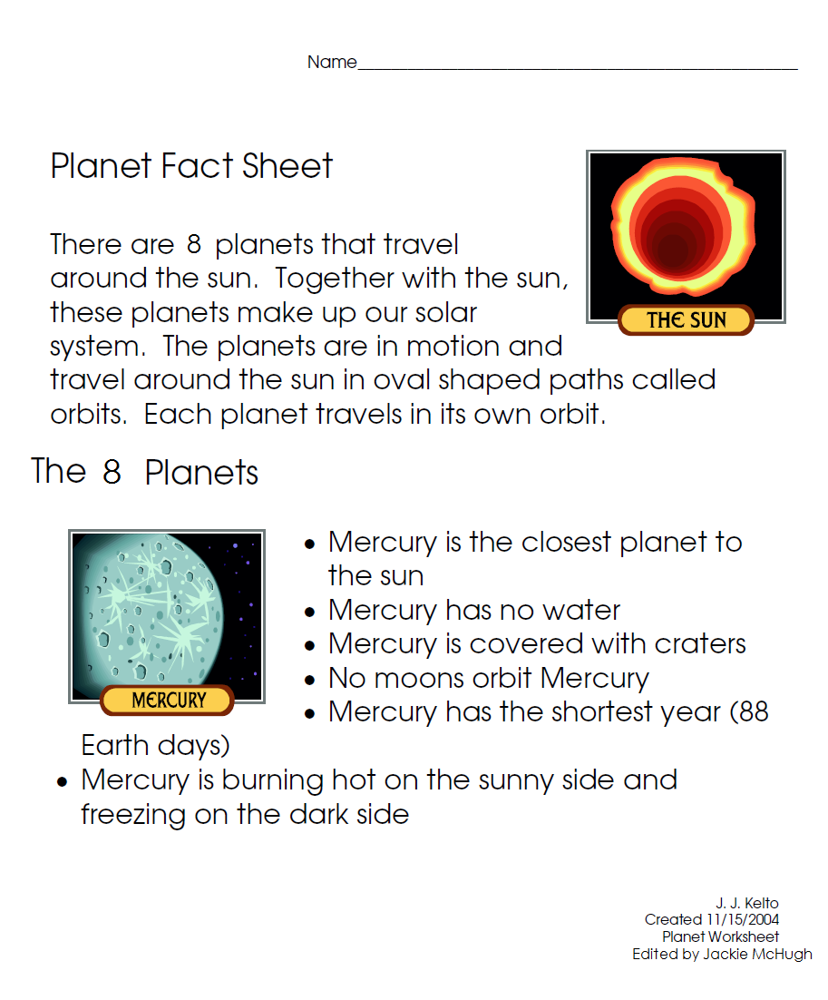 Name____________________________________________
Planet Fact Sheet
THE SUN
There are 8 planets that travel
around the sun. Together with the sun,
these planets make up our solar
system. The planets are in motion and
travel around the sun in oval shaped paths called
orbits. Each planet travels in its own orbit.
The 8 Planets
MERCURY
• Mercury is the closest planet to
the sun
• Mercury has no water
• Mercury is covered with craters
• No moons orbit Mercury
• Mercury has the shortest year (88
Earth days)
• Mercury is burning hot on the sunny side and
freezing on the dark side
J. J. Kelto
Created 11/15/2004
Planet Worksheet
Edited by Jackie McHugh